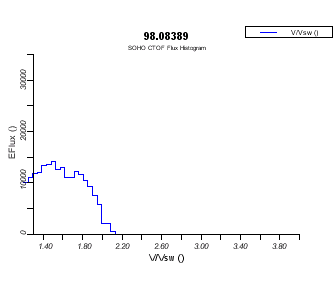 98.08389
SOHO CTOF Flux Histogram
V/Vsw ()
30000
20000
10000
0
EFlux ()
1.40 1.80 2.20 2.60 3.00 3.40 3.80
V/Vsw ()